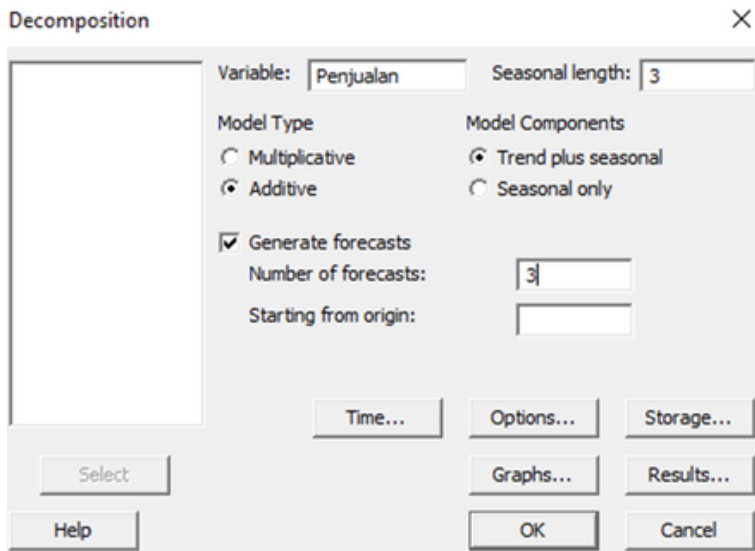 Decomposition
Variable: Penjualan Seasonal length: 3
Model Type Model Components
Multiplicative Trend plus seasonal
Additive Seasonal only
Generate forecasts
Number of forecasts: 3
Starting from origin:
Time... Options... Storage...
Select Graphs... Results...
Help OK Cancel